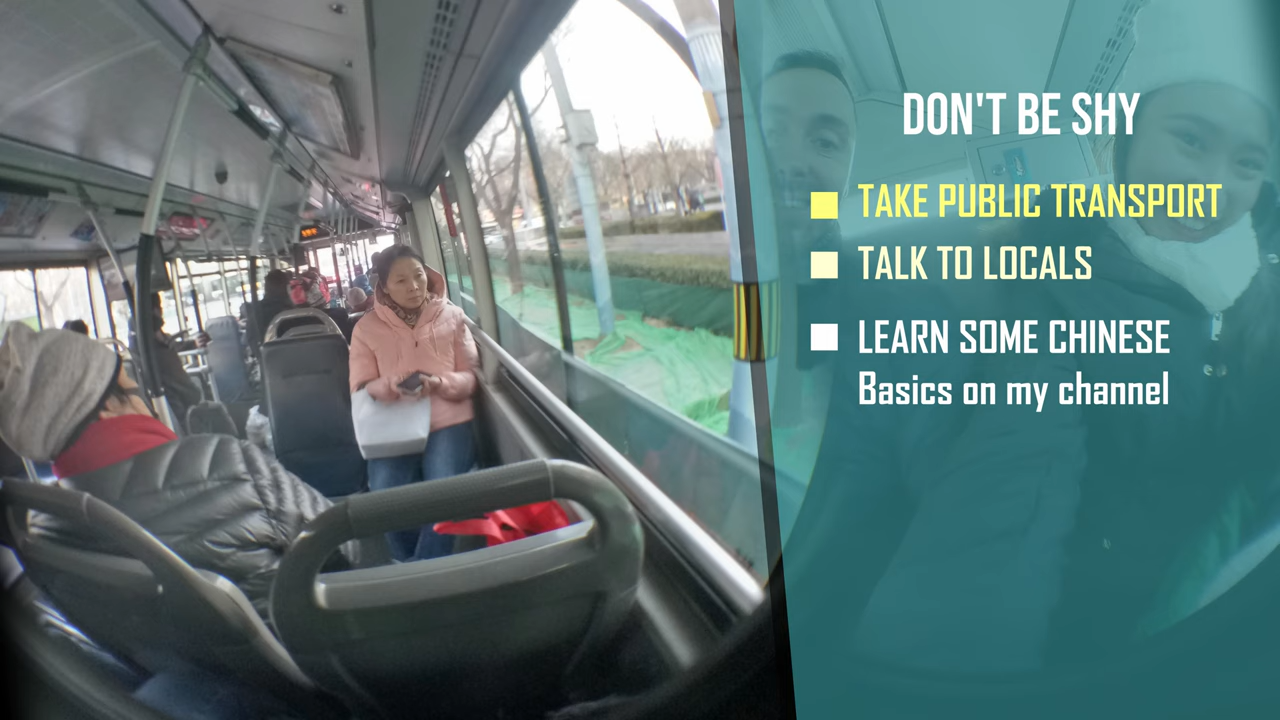 DON'T BE SHY
TAKE PUBLIC TRANSPORT
TALK TO LOCALS
LEARN SOME CHINESE
Basics on my channel